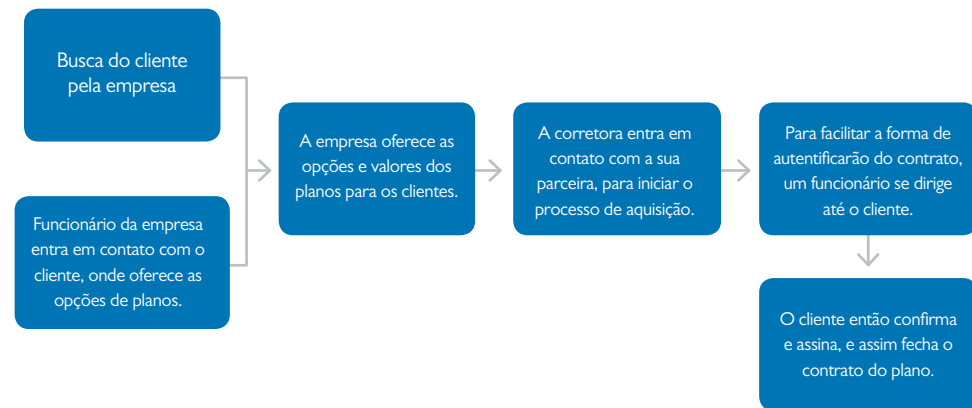 Busca do cliente
pela empresa
Funcionário da empresa
entra em contato com o
cliente, onde oferece as
opções de planos.
A empresa oferece as
opções e valores dos
planos para os clientes.
A corretora entra em
contato com a sua
parceira, para iniciar o
processo de aquisição.
Para facilitar a forma de
autentificarão do contrato,
um funcionário se dirige
até o cliente.
O cliente então confirma
e assina, e assim fecha o
contrato do plano.